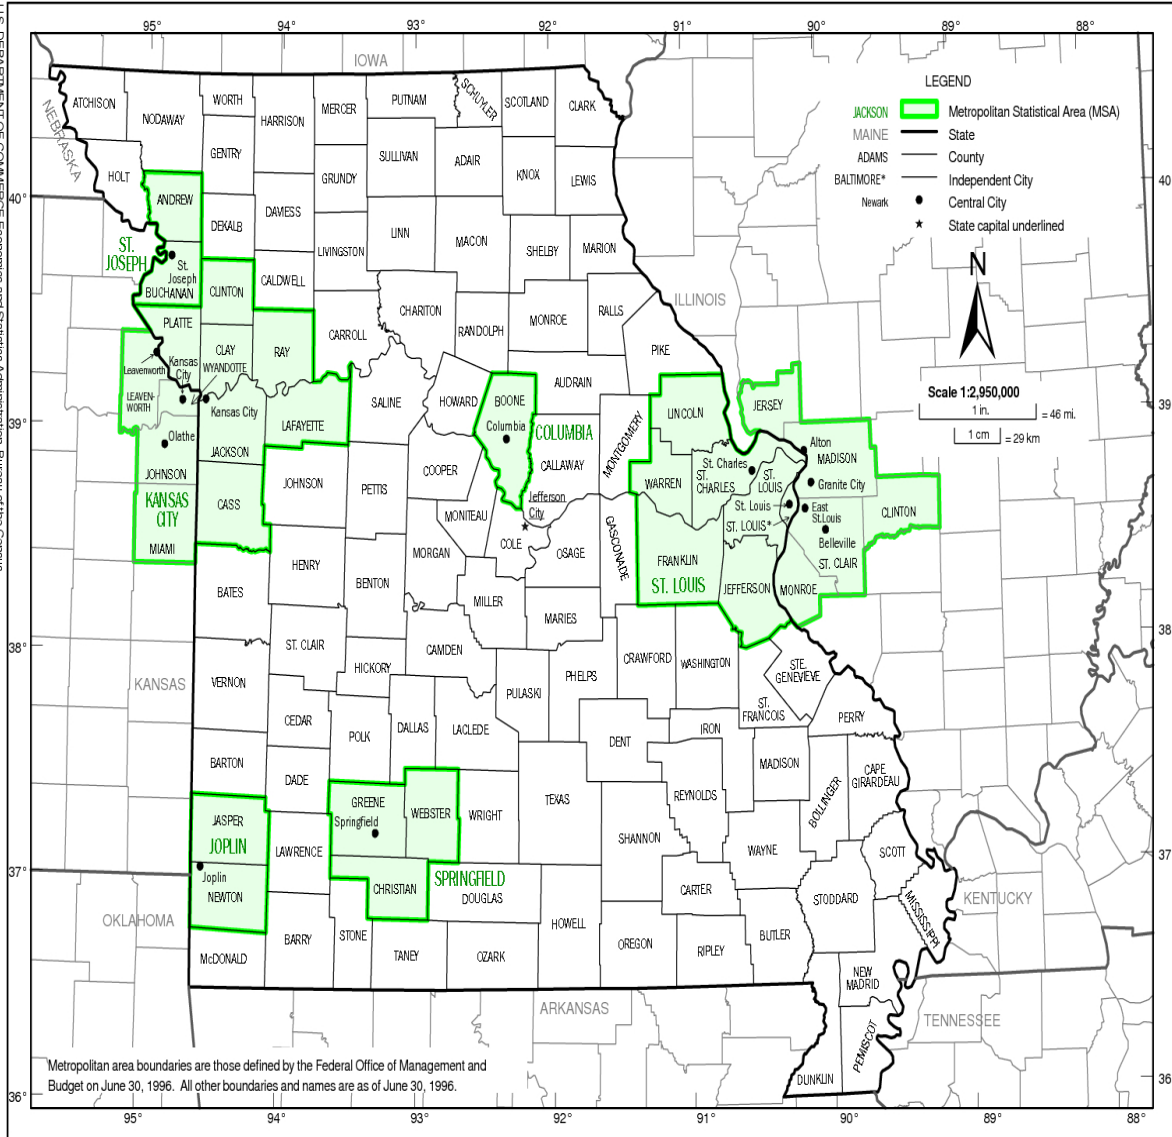 95°
94°
93°
92°
91°
90°
89°
88°
IOWA
NEBRASKA
ATCHISON
NODAWAY
WORTH
HARRISON
MERCER
PUTNAM
SCHUYLER
SCOTLAND
CLARK
GENTRY
SULLIVAN
ADAIR
KNOX
LEWIS
HOLT
GRUNDY
40°
ANDREW
DEKALB
DAVIESS
LIVINGSTON
LINN
MACON
SHELBY
MARION
ST.
JOSEPH
St.
Joseph
BUCHANAN
CLINTON
CALDWELL
CHARITON
RANDOLPH
MONROE
RALLS
ILLINOIS
PLATTE
CLAY
RAY
CARROLL
PIKE
Leavenworth
Kansas
City
WYANDOTTE
LEAVEN-
WORTH
Kansas City
SALINE
HOWARD
BOONE
Columbia
COLUMBIA
AUDRAIN
MONTGOMERY
LINCOLN
JERSEY
39°
Olathe
JACKSON
LAFAYETTE
JOHNSON
KANSAS
CITY
MIAMI
CASS
JOHNSON
PETTIS
COOPER
MONITEAU
CALLAWAY
Jefferson
City
COLE
OSAGE
GASCONADE
WARREN
ST.
CHARLES
St. Charles
ST.
LOUIS
St. Louis
ST. LOUIS*
Alton
MADISON
Granite City
East
St.Louis
Belleville
ST. CLAIR
CLINTON
FRANKLIN
ST. LOUIS
JEFFERSON
MONROE
BATES
HENRY
BENTON
MORGAN
MILLER
MARIES
38°
KANSAS
VERNON
ST. CLAIR
HICKORY
CAMDEN
PULASKI
PHELPS
CRAWFORD
WASHINGTON
STE.
GENEVIEVE
ST.
FRANCOIS
PERRY
CEDAR
POLK
DALLAS
LACLEDE
DENT
IRON
BARTON
DADE
MADISON
BOLLINGER
CAPE
GIRARDEAU
JASPER
JOPLIN
Joplin
NEWTON
GREENE
Springfield
WEBSTER
WRIGHT
TEXAS
REYNOLDS
LAWRENCE
CHRISTIAN
SPRINGFIELD
DOUGLAS
SHANNON
WAYNE
SCOTT
37°
CARTER
STODDARD
MISSISSIPPI
KENTUCKY
OKLAHOMA
McDONALD
BARRY
STONE
TANEY
OZARK
HOWELL
OREGON
RIPLEY
BUTLER
NEW
MADRID
ARKANSAS
PEMISCOT
DUNKLIN
TENNESSEE
36°
LEGEND
JACKSON Metropolitan Statistical Area (MSA)
MAINE State
ADAMS County
BALTIMORE* Independent City
Newark Central City
State capital underlined
N
Scale 1:2,950,000
1 in. = 46 mi.
1 cm = 29 km
40
39
38
37
36
Metropolitan area boundaries are those defined by the Federal Office of Management and
Budget on June 30, 1996. All other boundaries and names are as of June 30, 1996.
95°
94°
93°
92°
91°
90°
89°
88°